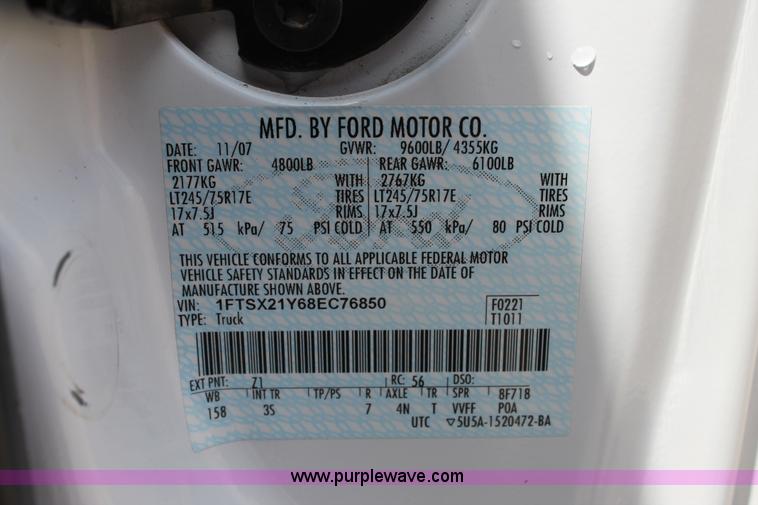 MFD. BY FORD MOTOR CO.
DATE: 11/07 GVWR: 9600LB/ 4355KG
FRONT GAWR: 4800LB REAR GAWR: 6100LB
2177KG WITH 2767KG WITH
LT245/75R17E TIRES LT245/75R17E TIRES
17x7.5J RIMS 17x7.5J RIMS
AT 515 kPa/ 75 PSI COLD AT 550 kPa/ 80 PSI COLD
THIS VEHICLE CONFORMS TO ALL APPLICABLE FEDERAL MOTOR
VEHICLE SAFETY STANDARDS IN EFFECT ON THE DATE OF
MANUFACTURE SHOWN ABOVE.
VIN: 1FTSX21Y68EC76850 F0221
TYPE: Truck T1011
EXT PNT: Z1 RC: 56 DSO:
WB INT TR TP/PS R AXLE TR SPR 8F718
158 3S 7 4N T VVFF POA
UTC ▽5U5A-1520472-BA
www.purplewave.com